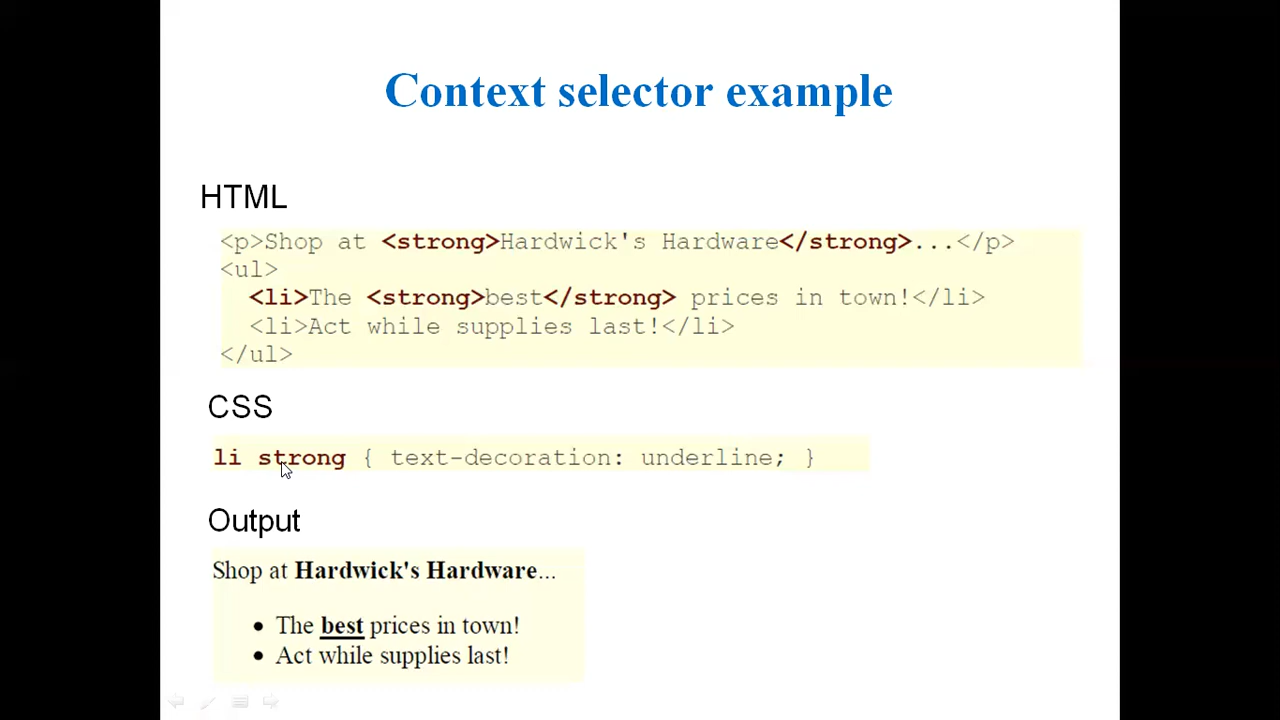 Context selector example
HTML
<p>Shop at <strong>Hardwick's Hardware</strong>...</p>
<ul>
<li>The <strong>best</strong> prices in town!</li>
<li>Act while supplies last!</li>
</ul>
CSS
li strong { text-decoration: underline; }
Output
Shop at Hardwick's Hardware...
• The best prices in town!
• Act while supplies last!